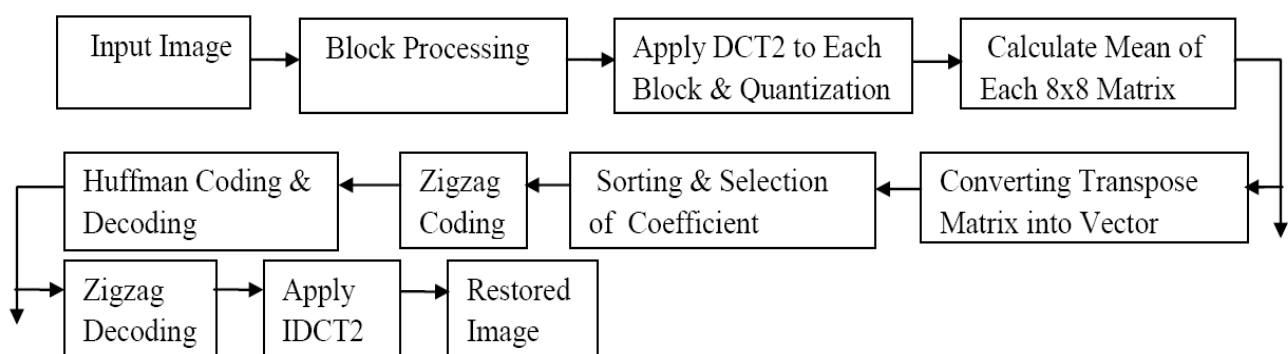 Input Image
Block Processing
Apply DCT2 to Each
Block & Quantization
Calculate Mean of
Each 8x8 Matrix
Converting Transpose
Matrix into Vector
Sorting & Selection
of Coefficient
Zigzag
Coding
Huffman Coding &
Decoding
Zigzag
Decoding
Apply
IDCT2
Restored
Image